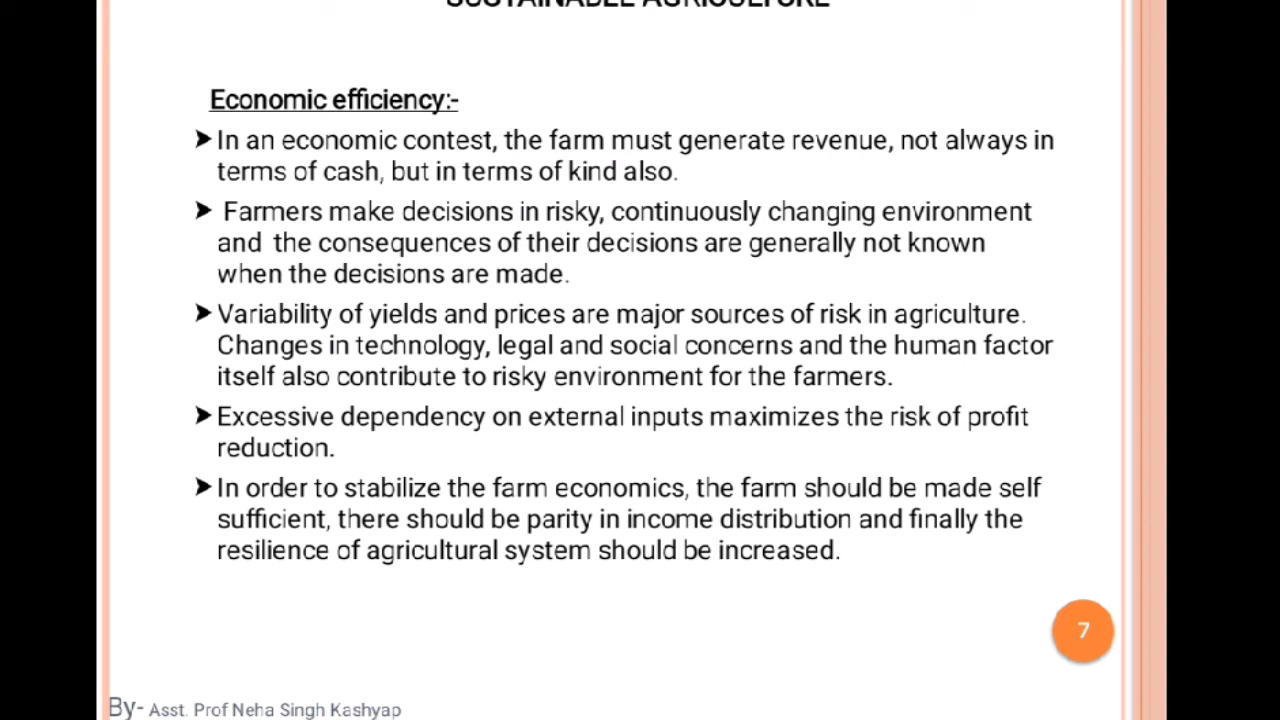 SUSTAINABLE AGRICULTURE
Economic efficiency:-
➤In an economic contest, the farm must generate revenue, not always in
terms of cash, but in terms of kind also.
➤ Farmers make decisions in risky, continuously changing environment
and the consequences of their decisions are generally not known
when the decisions are made.
➤Variability of yields and prices are major sources of risk in agriculture.
Changes in technology, legal and social concerns and the human factor
itself also contribute to risky environment for the farmers.
➤Excessive dependency on external inputs maximizes the risk of profit
reduction.
➤In order to stabilize the farm economics, the farm should be made self
sufficient, there should be parity in income distribution and finally the
resilience of agricultural system should be increased.
7
By- Asst. Prof Neha Singh Kashyap